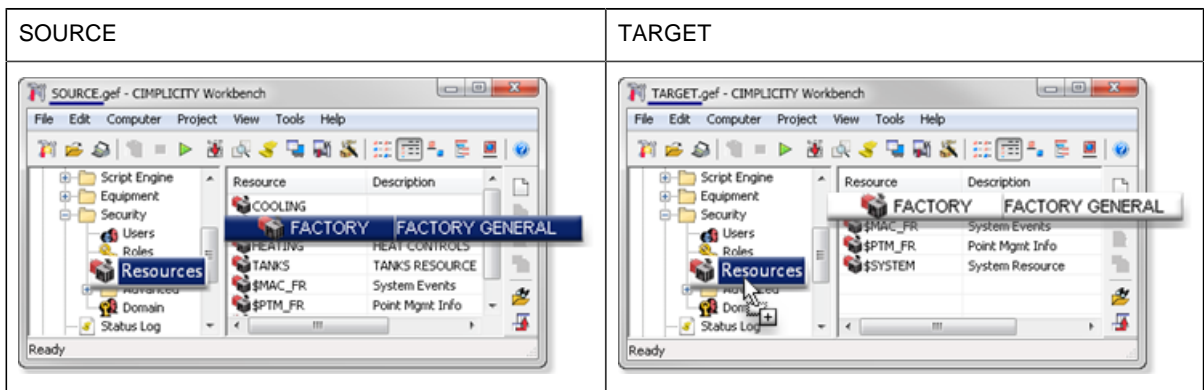 SOURCE
TARGET
SOURCE.gef - CIMPLICITY Workbench
File Edit Computer Project View Tools Help
Script Engine
Equipment
Security
Users
Roles
Resources
Advanced
Domain
Status Log
Resource Description
COOLING
FACTORY FACTORY GENERAL
HEATING HEAT CONTROLS
TANKS TANKS RESOURCE
$MAC_FR System Events
$PTM_FR Point Mgmt Info
Ready
TARGET.gef - CIMPLICITY Workbench
File Edit Computer Project View Tools Help
Script Engine
Equipment
Security
Users
Roles
Resources
Advanced
Status Log
Resource Description
FACTORY FACTORY GENERAL
$MAC_FR System Events
$PTM_FR Point Mgmt Info
$SYSTEM System Resource
Ready